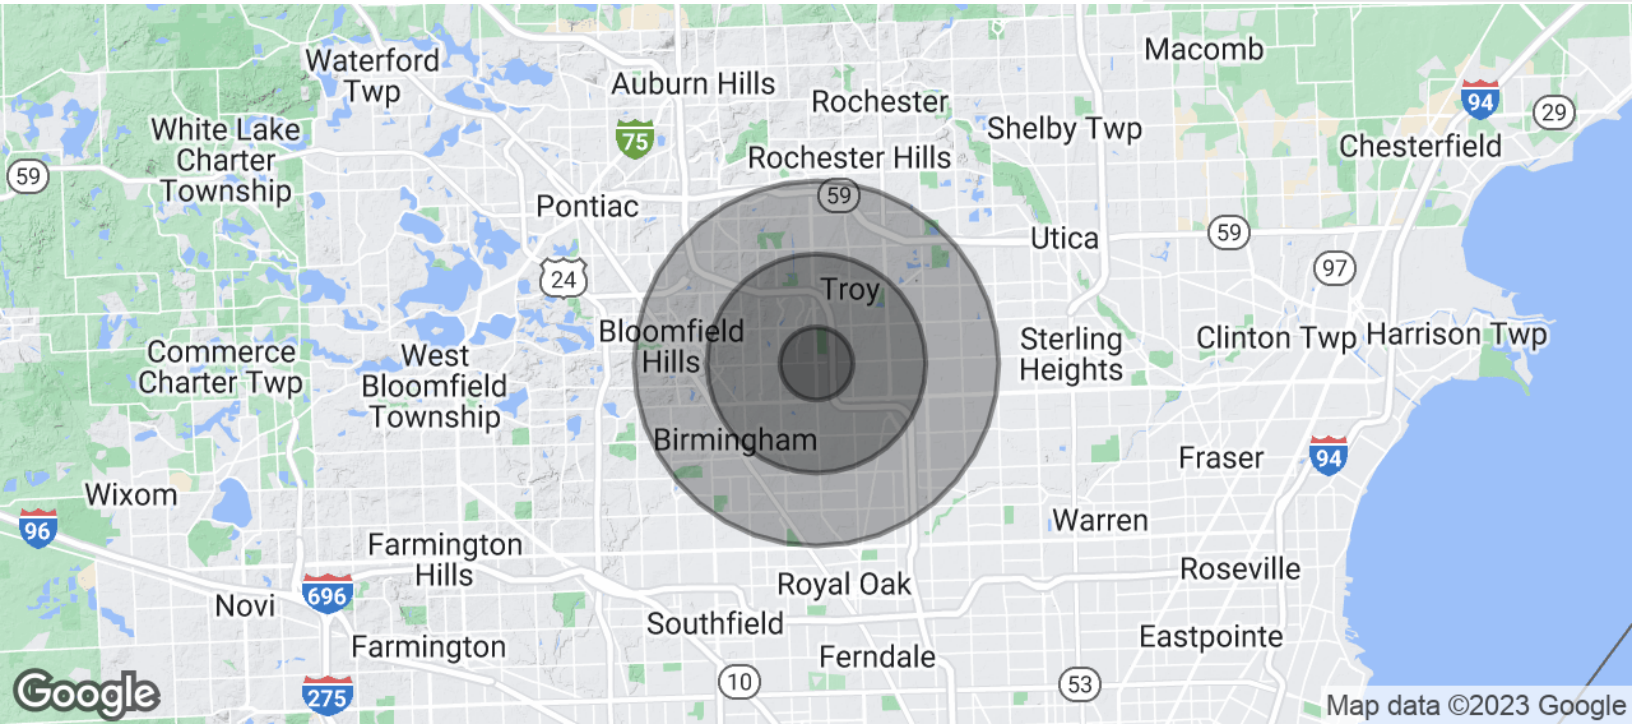 Macomb
Waterford
Twp
Auburn Hills
94
Rochester
29
White Lake
Charter
Township
Shelby Twp
75
Chesterfield
Rochester Hills
59
59
Pontiac
Utica
59
24
97
Troy
Bloomfield
Hills
Sterling
Heights
Clinton Twp
Harrison Twp
Commerce
Charter Twp
West
Bloomfield
Township
Birmingham
Fraser
94
Wixom
96
Warren
Farmington
Hills
Roseville
Royal Oak
696
Novi
Southfield
Eastpointe
Farmington
Ferndale
10
53
275
Google
Map data ©2023 Google